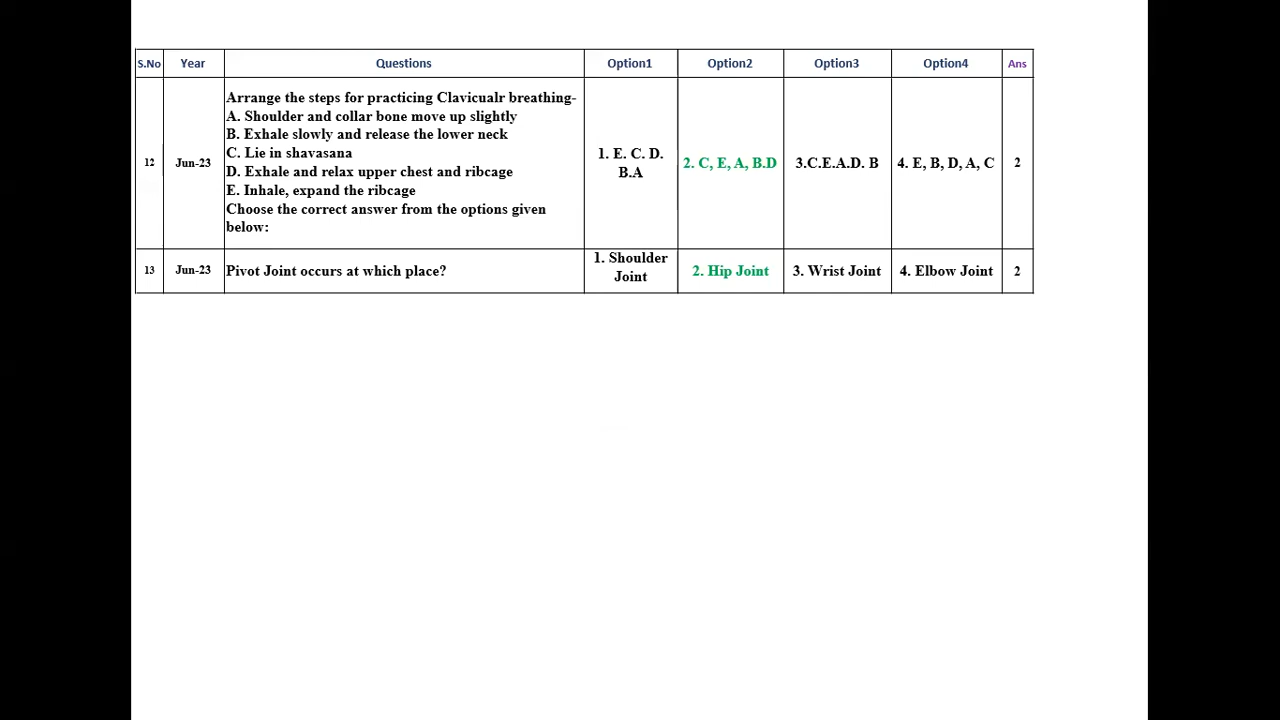 S.No Year Questions Option1 Option2 Option3 Option4 Ans
Arrange the steps for practicing Clavicualr breathing-
A. Shoulder and collar bone move up slightly
B. Exhale slowly and release the lower neck
C. Lie in shavasana
D. Exhale and relax upper chest and ribcage
E. Inhale, expand the ribcage
Choose the correct answer from the options given
below:
12 Jun-23
1. E. C. D.
B.A
2. C, E, A, B.D
3.C.E.A.D. B
4. E, B, D, A, C
2
13 Jun-23 Pivot Joint occurs at which place?
1. Shoulder
Joint
2. Hip Joint
3. Wrist Joint
4. Elbow Joint
2